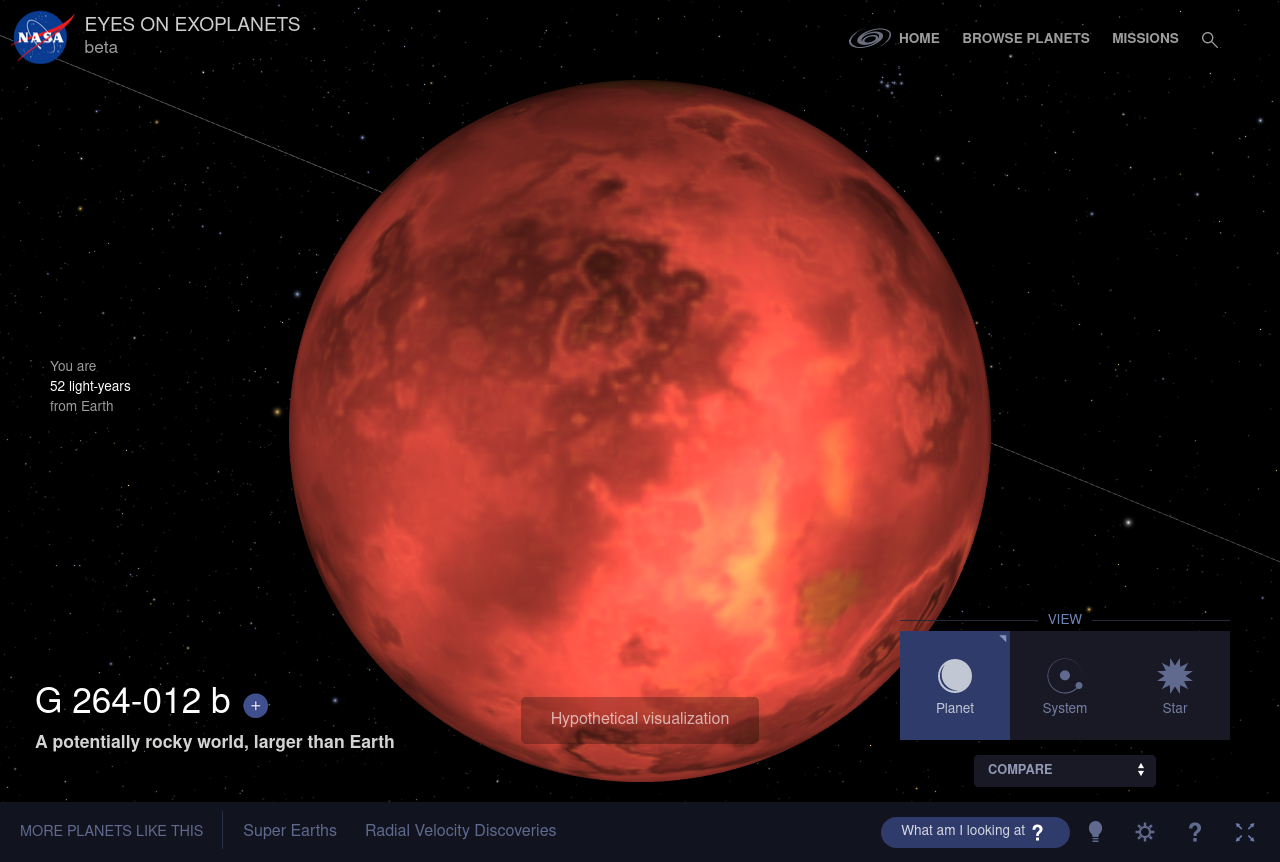 NASA
EYES ON EXOPLANETS
beta
HOME
BROWSE PLANETS
MISSIONS
You are
52 light-years
from Earth
VIEW
Planet
System
Star
G 264-012 b +
A potentially rocky world, larger than Earth
Hypothetical visualization
COMPARE
MORE PLANETS LIKE THIS
Super Earths
Radial Velocity Discoveries
What am I looking at ?
?